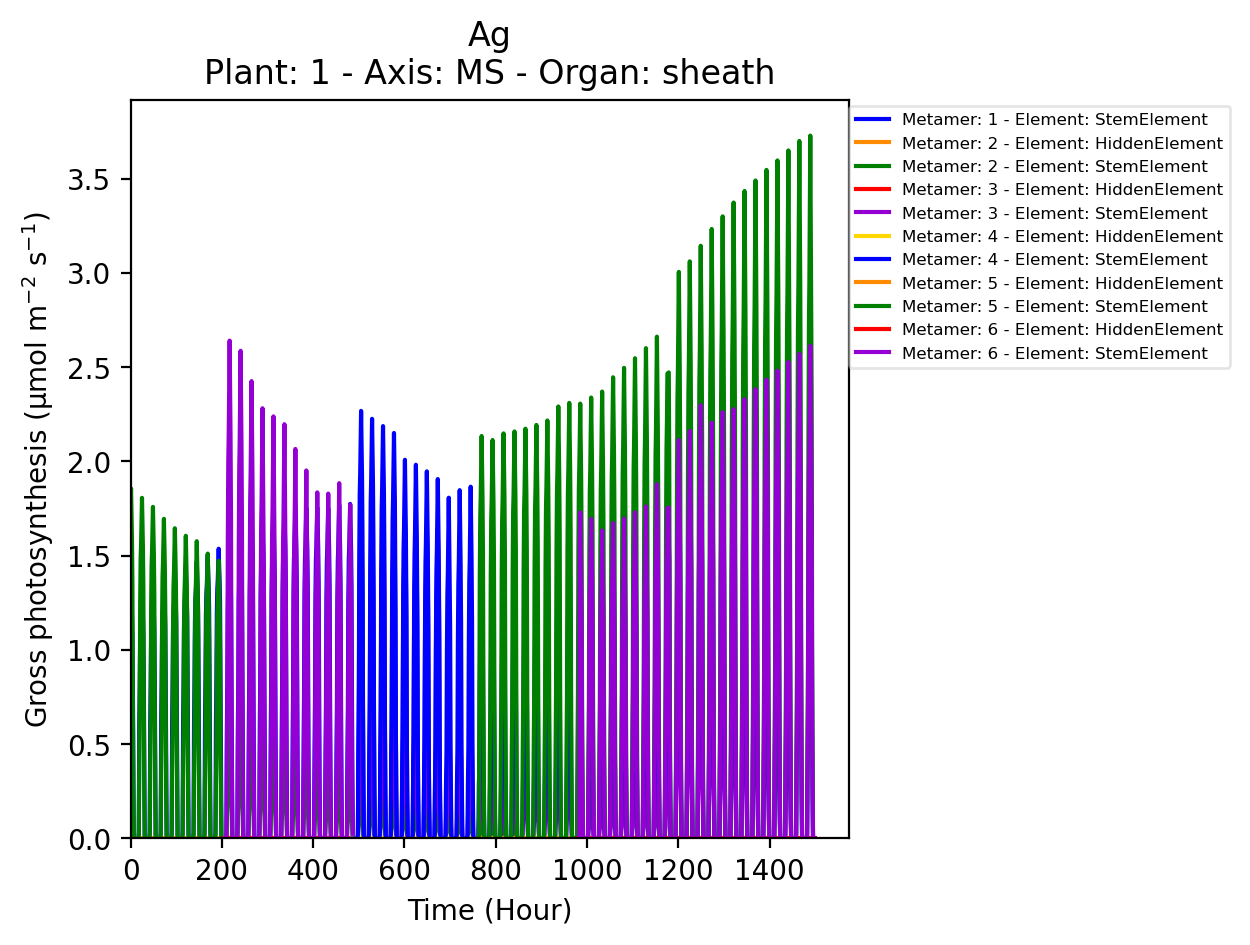 Ag
Plant: 1 - Axis: MS - Organ: sheath
Gross photosynthesis (µmol m⁻² s⁻¹)
3.5
3.0
2.5
2.0
1.5
1.0
0.5
0.0
0 200 400 600 800 1000 1200 1400
Time (Hour)
Metamer: 1 - Element: StemElement
Metamer: 2 - Element: HiddenElement
Metamer: 2 - Element: StemElement
Metamer: 3 - Element: HiddenElement
Metamer: 3 - Element: StemElement
Metamer: 4 - Element: HiddenElement
Metamer: 4 - Element: StemElement
Metamer: 5 - Element: HiddenElement
Metamer: 5 - Element: StemElement
Metamer: 6 - Element: HiddenElement
Metamer: 6 - Element: StemElement